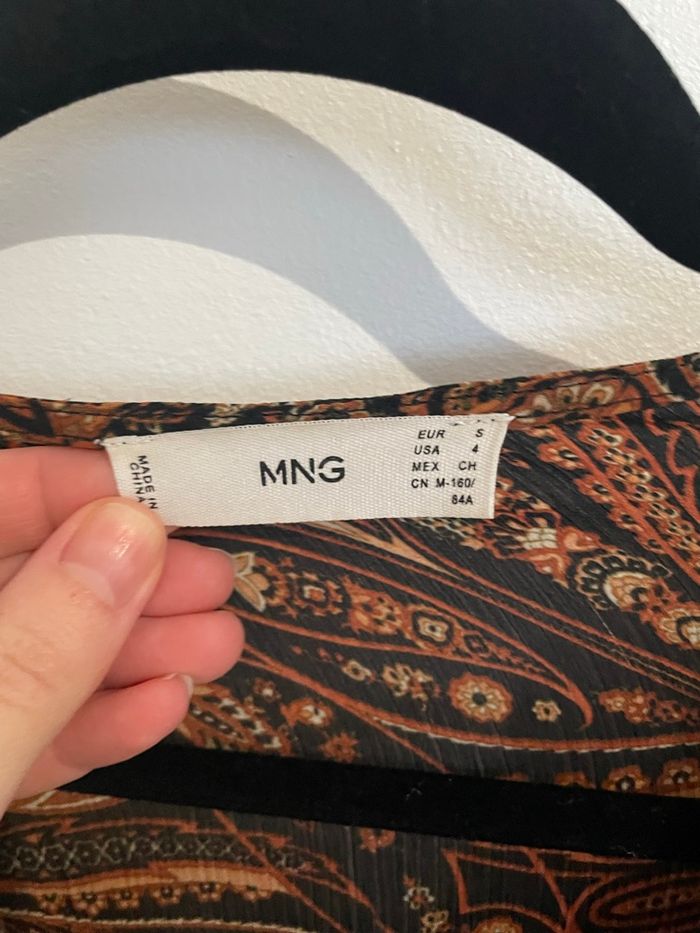 MADE IN
CHINA
MNG
EUR S
USA 4
MEX CH
CN M-160/
84A